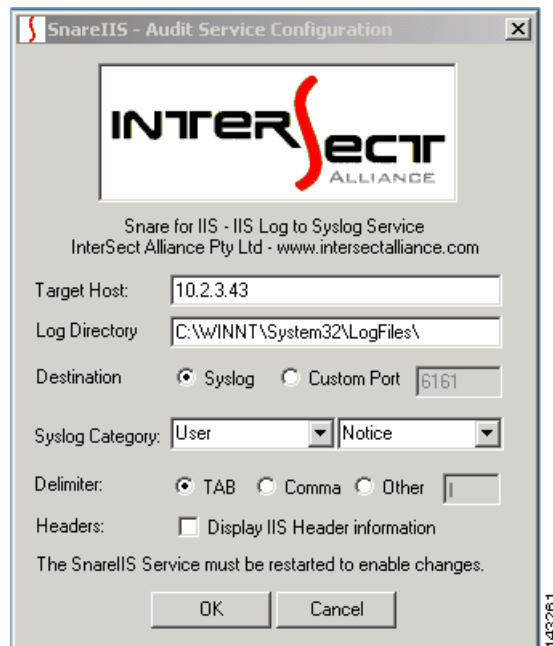 SnareIIS - Audit Service Configuration
INTERSECT
ALLIANCE
Snare for IIS - IIS Log to Syslog Service
InterSect Alliance Pty Ltd - www.intersectalliance.com
Target Host: 10.2.3.43
Log Directory C:\WINNT\System32\LogFiles\
Destination Syslog Custom Port 6161
Syslog Category: User Notice
Delimiter: TAB Comma Other |
Headers: Display IIS Header information
The SnareIIS Service must be restarted to enable changes.
OK Cancel
143261